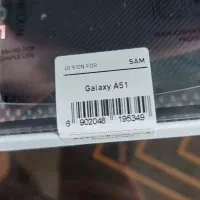 DESIGN FOR SAM
Galaxy A51
6 902048 195349